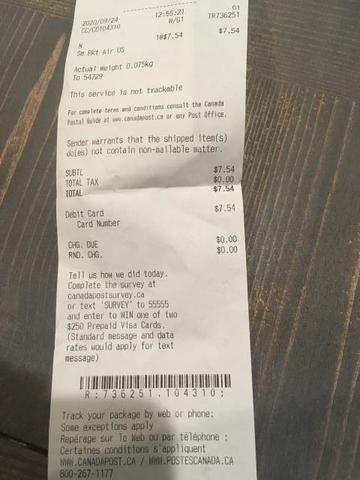 2020/09/24 12:55:21 G1
CC/CC104310 W/G1 TR736251
N 1@$7.54 $7.54
Sm Pkt Air US
Actual Weight 0.075kg
To 54729
This service is not trackable
For complete terms and conditions consult the Canada
Postal Guide at www.canadapost.ca or any Post Office.
Sender warrants that the shipped item(s)
do(es) not contain non-mailable matter.
SUBTL $7.54
TOTAL TAX $0.00
TOTAL $7.54
Debit Card $7.54
Card Number
CHG. DUE $0.00
RND. CHG. $0.00
Tell us how we did today.
Complete the survey at
canadapostsurvey.ca
or text 'SURVEY' to 55555
and enter to WIN one of two
$250 Prepaid Visa Cards.
(Standard message and data
rates would apply for text
message)
R:736251.104310;
Track your package by web or phone:
Some exceptions apply
Repérage sur le Web ou par téléphone :
Certaines conditions s'appliquent
WWW.CANADAPOST.CA / WWW.POSTESCANADA.CA
800-267-1177